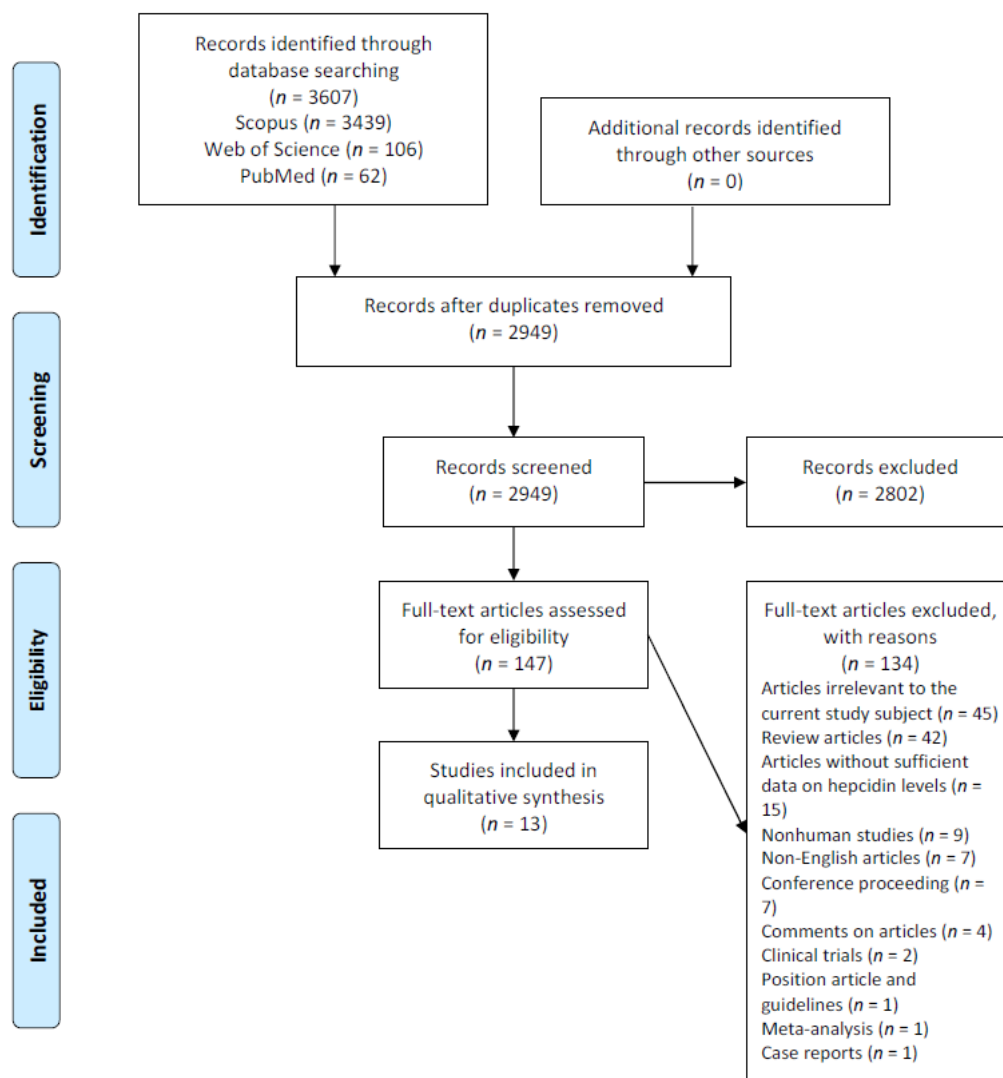 Identification
Records identified through
database searching
(n = 3607)
Scopus = 3439)
Web of Science (n = 106)
PubMed (n = 62)
Additional records identified
through other sources
(n = 0)
Screening
Records after duplicates removed
(n = 2949)
Records screened
(n = 2949)
Records excluded
(n = 2802)
Eligibility
Full-text articles assessed
for eligibility
(n = 147)
Full-text articles excluded,
with reasons
(n = 134)
Articles irrelevant to the
current study subject (n = 45)
Review articles (n = 42)
Articles without sufficient
data on hepcidin levels (n =
15)
Nonhuman studies (n = 9)
Non-English articles (n = 7)
Conference proceeding (n =
7)
Comments on articles (n = 4)
Clinical trials (n = 2)
Position article and
guidelines (n = 1)
Meta-analysis (n = 1)
Case reports (n = 1)
Included
Studies included in
qualitative synthesis
(n = 13)